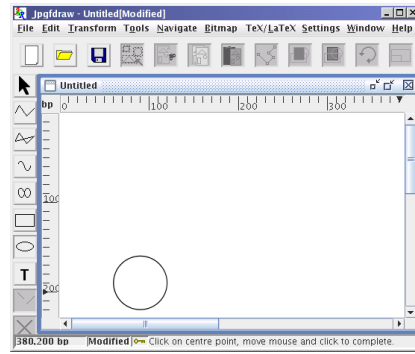 Jpgfdraw - Untitled[Modified]
File Edit Transform Tools Navigate Bitmap TeX/LaTeX Settings Window Help
Untitled
bp 0 100 200 300
100
T
200
380,200 bp Modified Click on centre point, move mouse and click to complete.